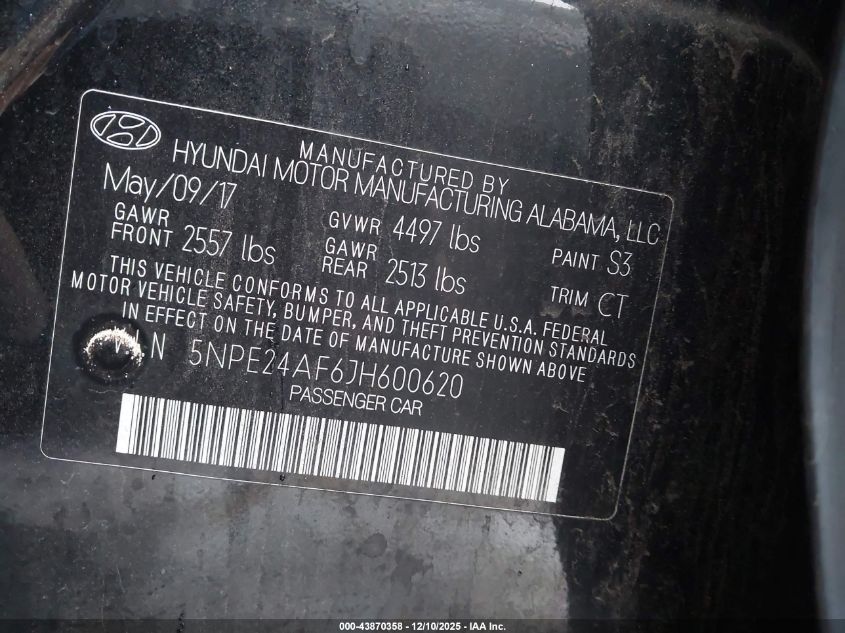 MANUFACTURED BY
HYUNDAI MOTOR MANUFACTURING ALABAMA, LLC
May/09/17
GAWR FRONT 2557 lbs
GVWR 4497 lbs
GAWR REAR 2513 lbs
PAINT S3
TRIM CT
THIS VEHICLE CONFORMS TO ALL APPLICABLE U.S.A. FEDERAL
MOTOR VEHICLE SAFETY, BUMPER, AND THEFT PREVENTION STANDARDS
IN EFFECT ON THE DATE OF MANUFACTURE SHOWN ABOVE
5NPE24AF6JH600620
PASSENGER CAR
000-43870358 - 12/10/2025 - IAA Inc.